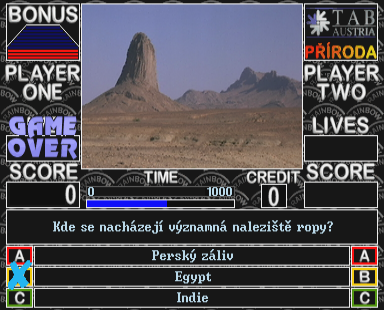 BONUS
TAB
AUSTRIA
PŘÍRODA
PLAYER
ONE
PLAYER
TWO
GAME
OVER
LIVES
SCORE
0
TIME
0 1000
CREDIT
0
SCORE
Kde se nacházejí významná naleziště ropy?
A Perský záliv A
Egypt B
C Indie C